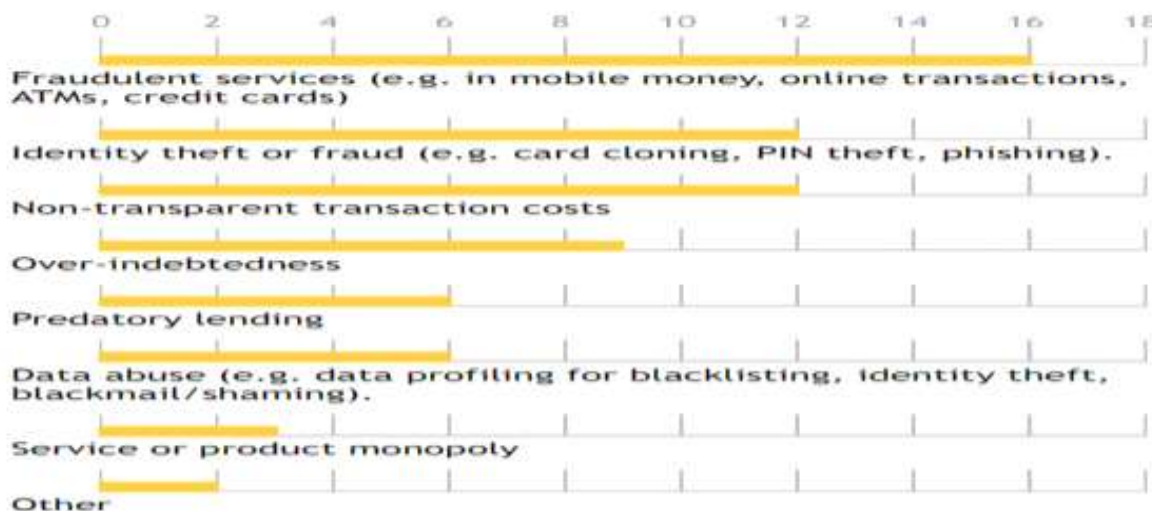 0 2 4 6 8 10 12 14 16 18
Fraudulent services (e.g. in mobile money, online transactions,
ATMs, credit cards)
Identity theft or fraud (e.g. card cloning, PIN theft, phishing).
Non-transparent transaction costs
Over-indebtedness
Predatory lending
Data abuse (e.g. data profiling for blacklisting, identity theft,
blackmail/shaming).
Service or product monopoly
Other